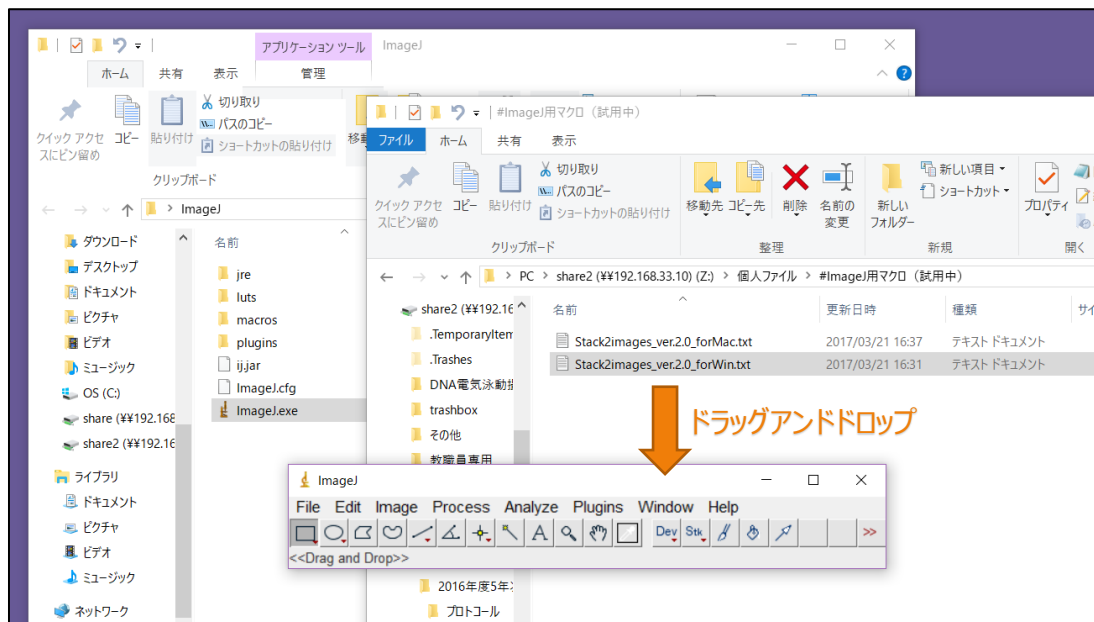 アプリケーション ツール ImageJ
ホーム 共有 表示 管理
クイック アクセスにピン留め
コピー
貼り付け
切り取り
パスのコピー
ショートカットの貼り付け
クリップボード
ImageJ
ダウンロード
デスクトップ
ドキュメント
ピクチャ
ビデオ
ミュージック
OS (C:)
share (¥¥192.168
share2 (¥¥192.16
ライブラリ
ドキュメント
ピクチャ
ビデオ
ミュージック
ネットワーク
名前
jre
luts
macros
plugins
ij.jar
ImageJ.cfg
ImageJ.exe
#ImageJ用マクロ（試用中）
ファイル ホーム 共有 表示
クイック アクセスにピン留め
コピー
貼り付け
切り取り
パスのコピー
ショートカットの貼り付け
移動先 コピー先 削除 名前の変更
新しいフォルダー
新しい項目
ショートカット
プロパティ
クリップボード 整理 新規 開く
PC > share2 (¥¥192.168.33.10) (Z:) > 個人ファイル > #ImageJ用マクロ（試用中）
share2 (¥¥192.16
.TemporaryItem
.Trashes
DNA電気泳動
trashbox
その他
教職員専用
名前 更新日時 種類
Stack2images_ver.2.0_forMac.txt 2017/03/21 16:37 テキスト ドキュメント
Stack2images_ver.2.0_forWin.txt 2017/03/21 16:31 テキスト ドキュメント
ドラッグアンドドロップ
ImageJ
File Edit Image Process Analyze Plugins Window Help
A Dev Stk >>
<<Drag and Drop>>
2016年度5年
プロトコール